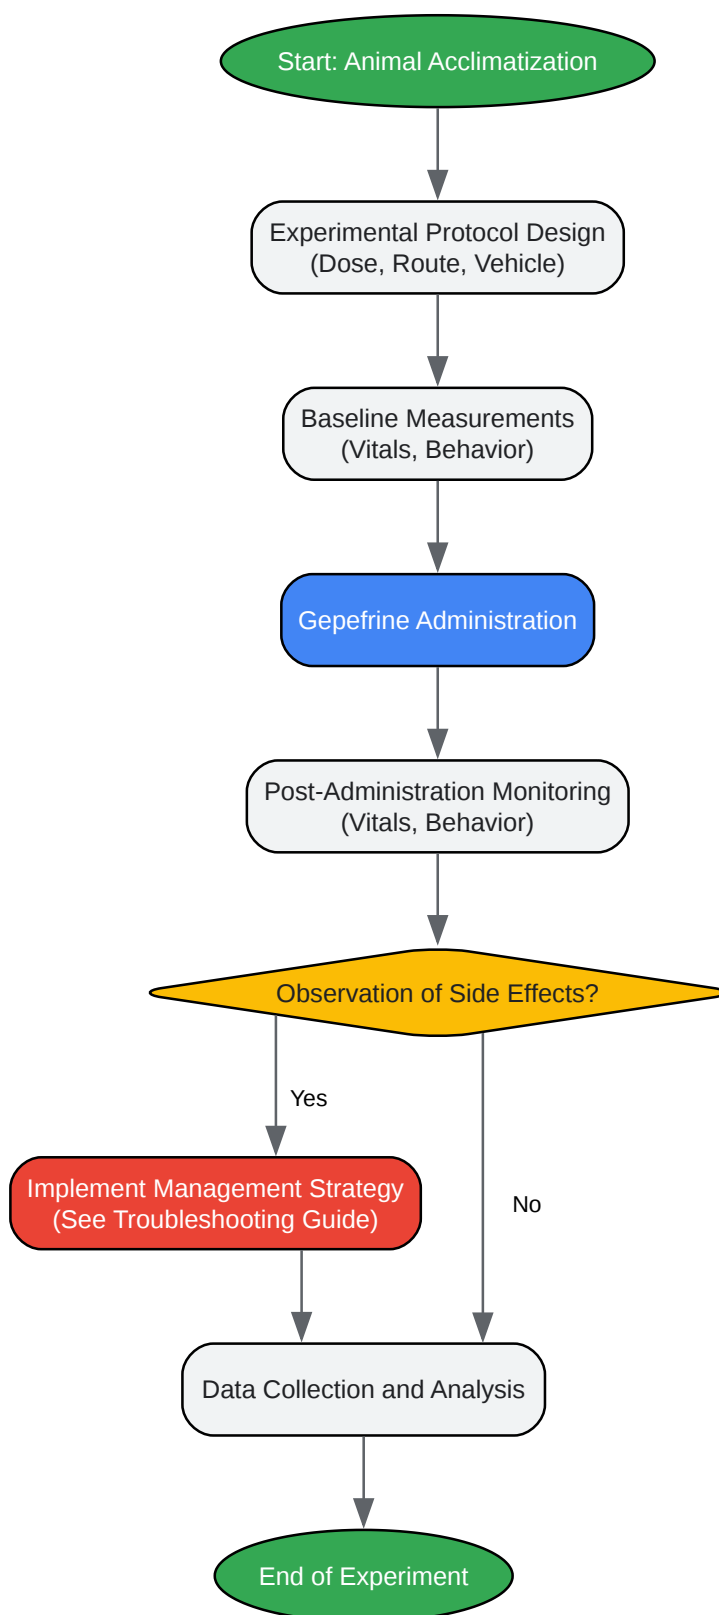 Start: Animal Acclimatization
Experimental Protocol Design
(Dose, Route, Vehicle)
Baseline Measurements
(Vitals, Behavior)
Gepefrine Administration
Post-Administration Monitoring
(Vitals, Behavior)
Observation of Side Effects?
Yes
Implement Management Strategy
(See Troubleshooting Guide)
No
Data Collection and Analysis
End of Experiment